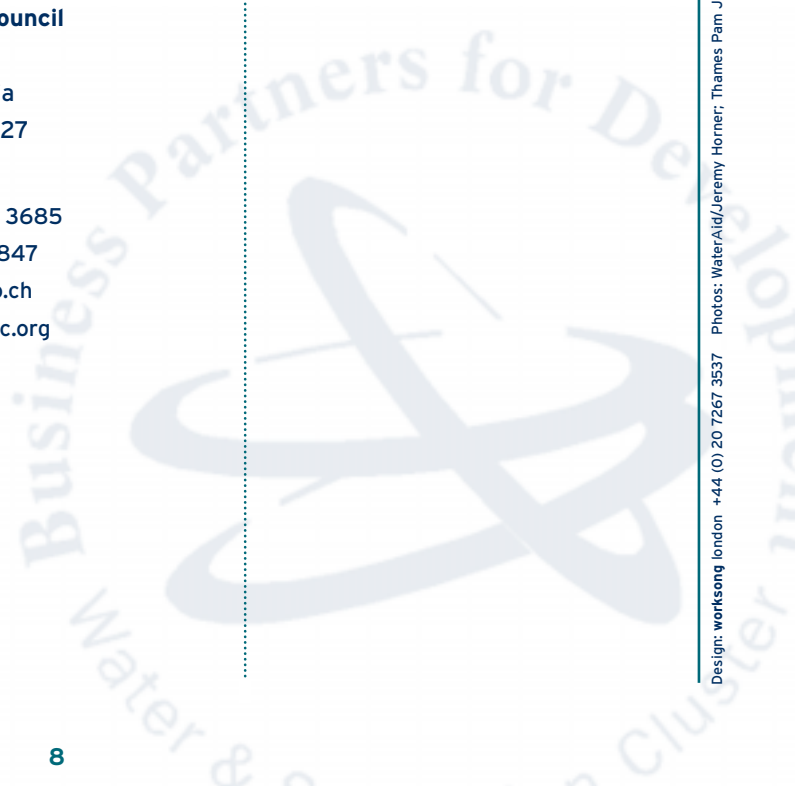 ouncil
a
27
3685
847
o.ch
c.org
8
Business Partners for Development
Water & Cluster
Design: worksong london +44 (0) 20 7267 3537 Photos: WaterAid/Jeremy Horner; Thames Pam J